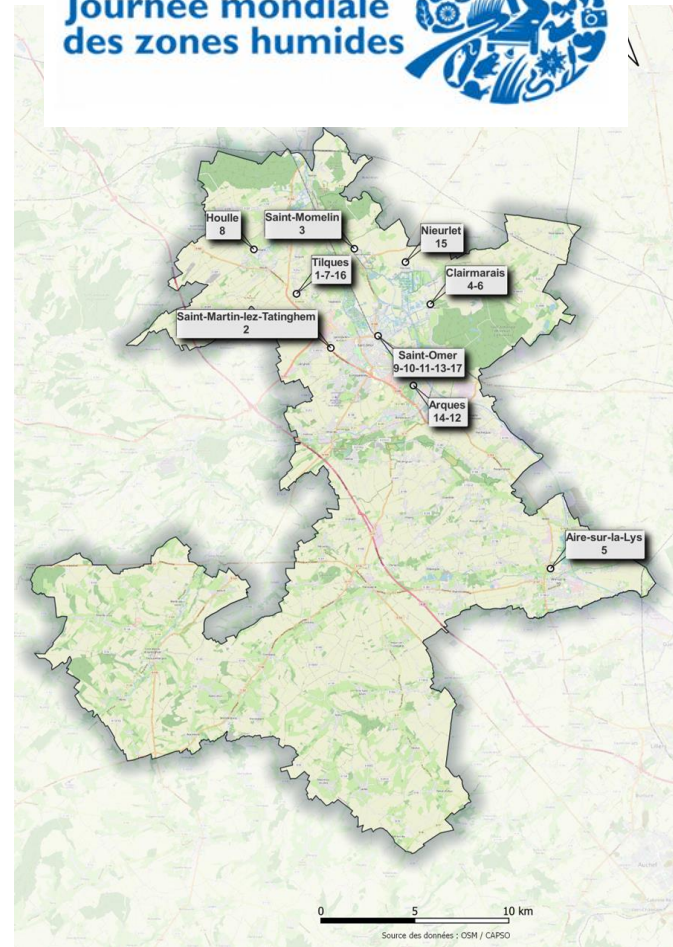 Journée mondiale
des zones humides
Houlle
8
Saint-Momelin
3
Nieurlet
15
Tilques
1-7-16
Clairmarais
4-6
Saint-Martin-lez-Tatinghem
2
Saint-Omer
9-10-11-13-17
Arques
14-12
Aire-sur-la-Lys
5
0 5 10 km
Source des données : OSM / CAPSO